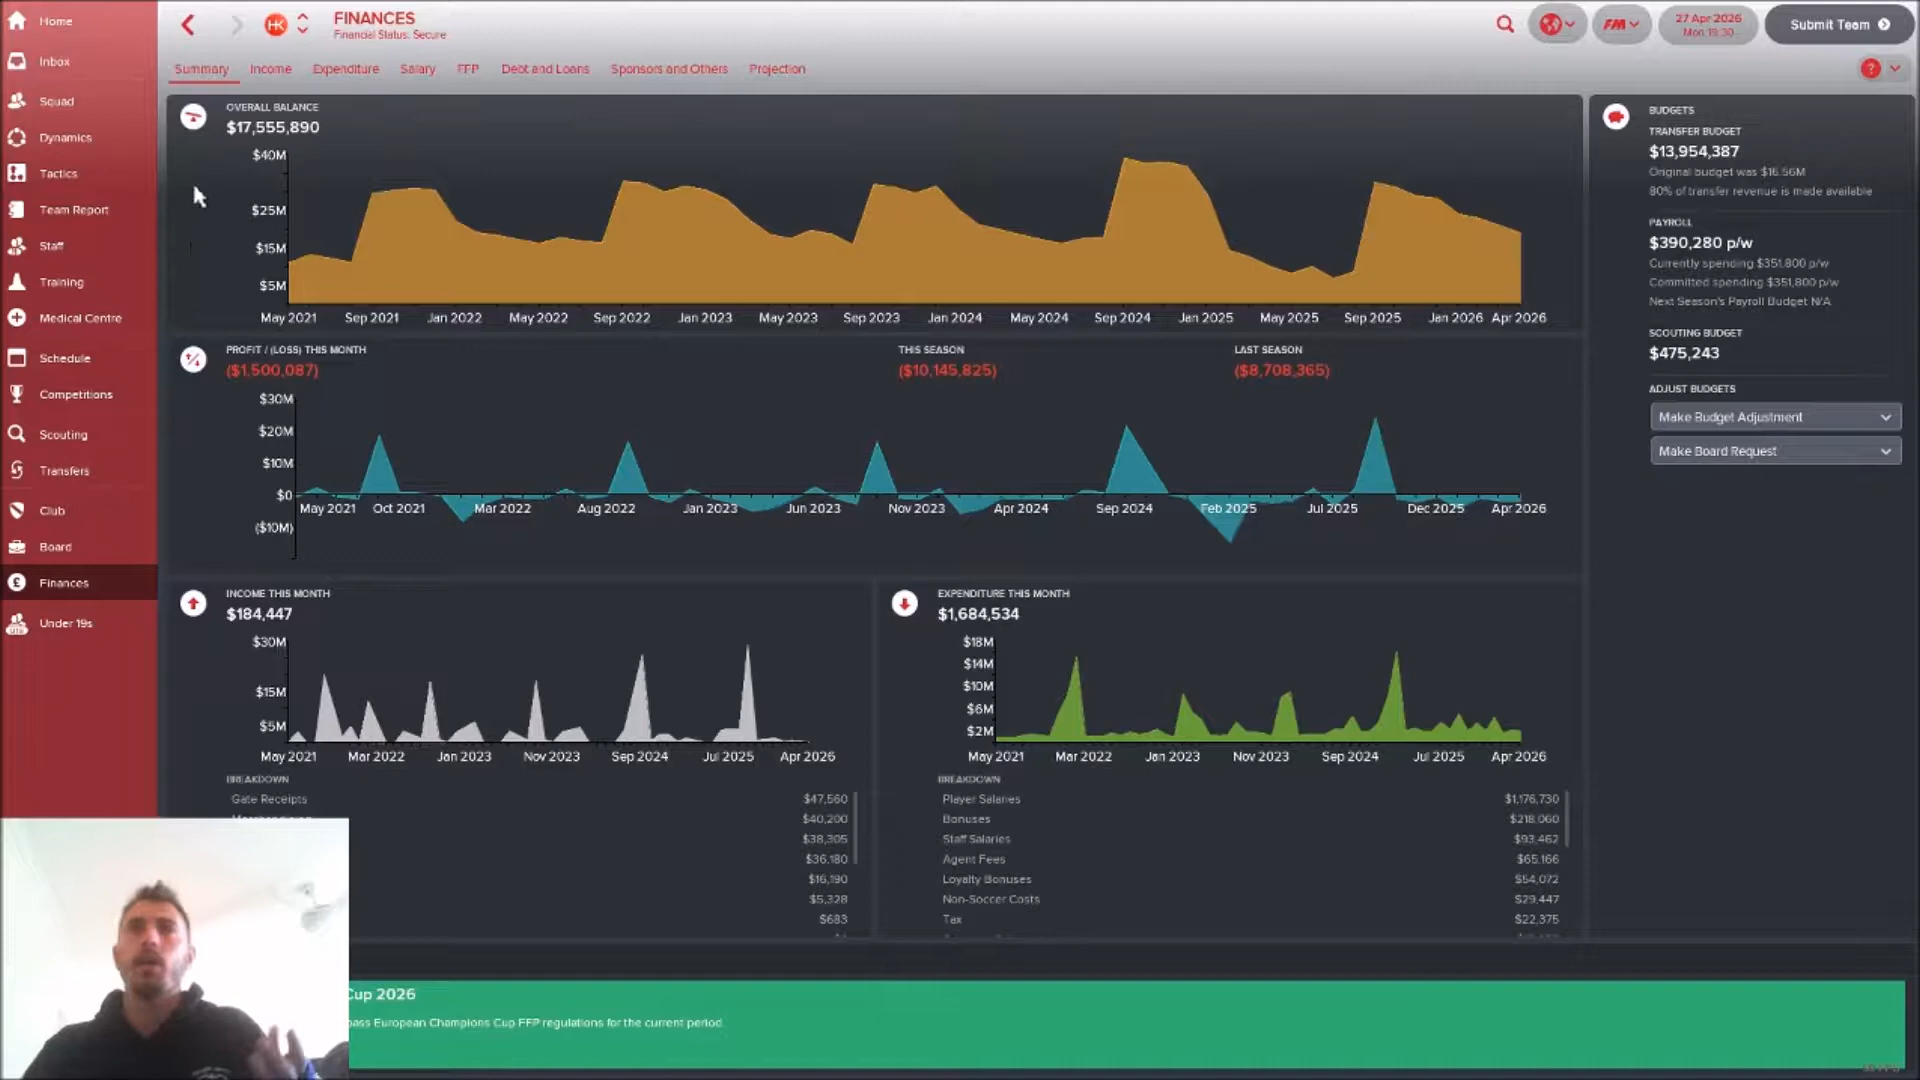 Home
Inbox
Squad
Dynamics
Tactics
Team Report
Staff
Training
Medical Centre
Schedule
Competitions
Scouting
Transfers
Club
Board
Finances
Under 19s
HK
FINANCES
Financial Status: Secure
FM
27 Apr 2026
Mon 19:30
Submit Team
Summary Income Expenditure Salary FFP Debt and Loans Sponsors and Others Projection
OVERALL BALANCE
$17,555,890
$40M
$25M
$15M
$5M
May 2021 Sep 2021 Jan 2022 May 2022 Sep 2022 Jan 2023 May 2023 Sep 2023 Jan 2024 May 2024 Sep 2024 Jan 2025 May 2025 Sep 2025 Jan 2026 Apr 2026
PROFIT / (LOSS) THIS MONTH
($1,500,087)
THIS SEASON
($10,145,825)
LAST SEASON
($8,708,365)
$30M
$20M
$10M
$0
($10M)
May 2021 Oct 2021 Mar 2022 Aug 2022 Jan 2023 Jun 2023 Nov 2023 Apr 2024 Sep 2024 Feb 2025 Jul 2025 Dec 2025 Apr 2026
INCOME THIS MONTH
$184,447
$30M
$15M
$5M
May 2021 Mar 2022 Jan 2023 Nov 2023 Sep 2024 Jul 2025 Apr 2026
BREAKDOWN
Gate Receipts $47,560
$40,200
$38,305
$36,180
$16,190
$5,328
$683
EXPENDITURE THIS MONTH
$1,684,534
$18M
$14M
$10M
$6M
$2M
May 2021 Mar 2022 Jan 2023 Nov 2023 Sep 2024 Jul 2025 Apr 2026
BREAKDOWN
Player Salaries $1,176,730
Bonuses $218,060
Staff Salaries $93,462
Agent Fees $65,166
Loyalty Bonuses $54,072
Non-Soccer Costs $29,447
Tax $22,375
BUDGETS
TRANSFER BUDGET
$13,954,387
Original budget was $16.56M
80% of transfer revenue is made available
PAYROLL
$390,280 p/w
Currently spending $351,800 p/w
Committed spending $351,800 p/w
Next Season's Payroll Budget N/A
SCOUTING BUDGET
$475,243
ADJUST BUDGETS
Make Budget Adjustment
Make Board Request
Cup 2026
pass European Champions Cup FFP regulations for the current period